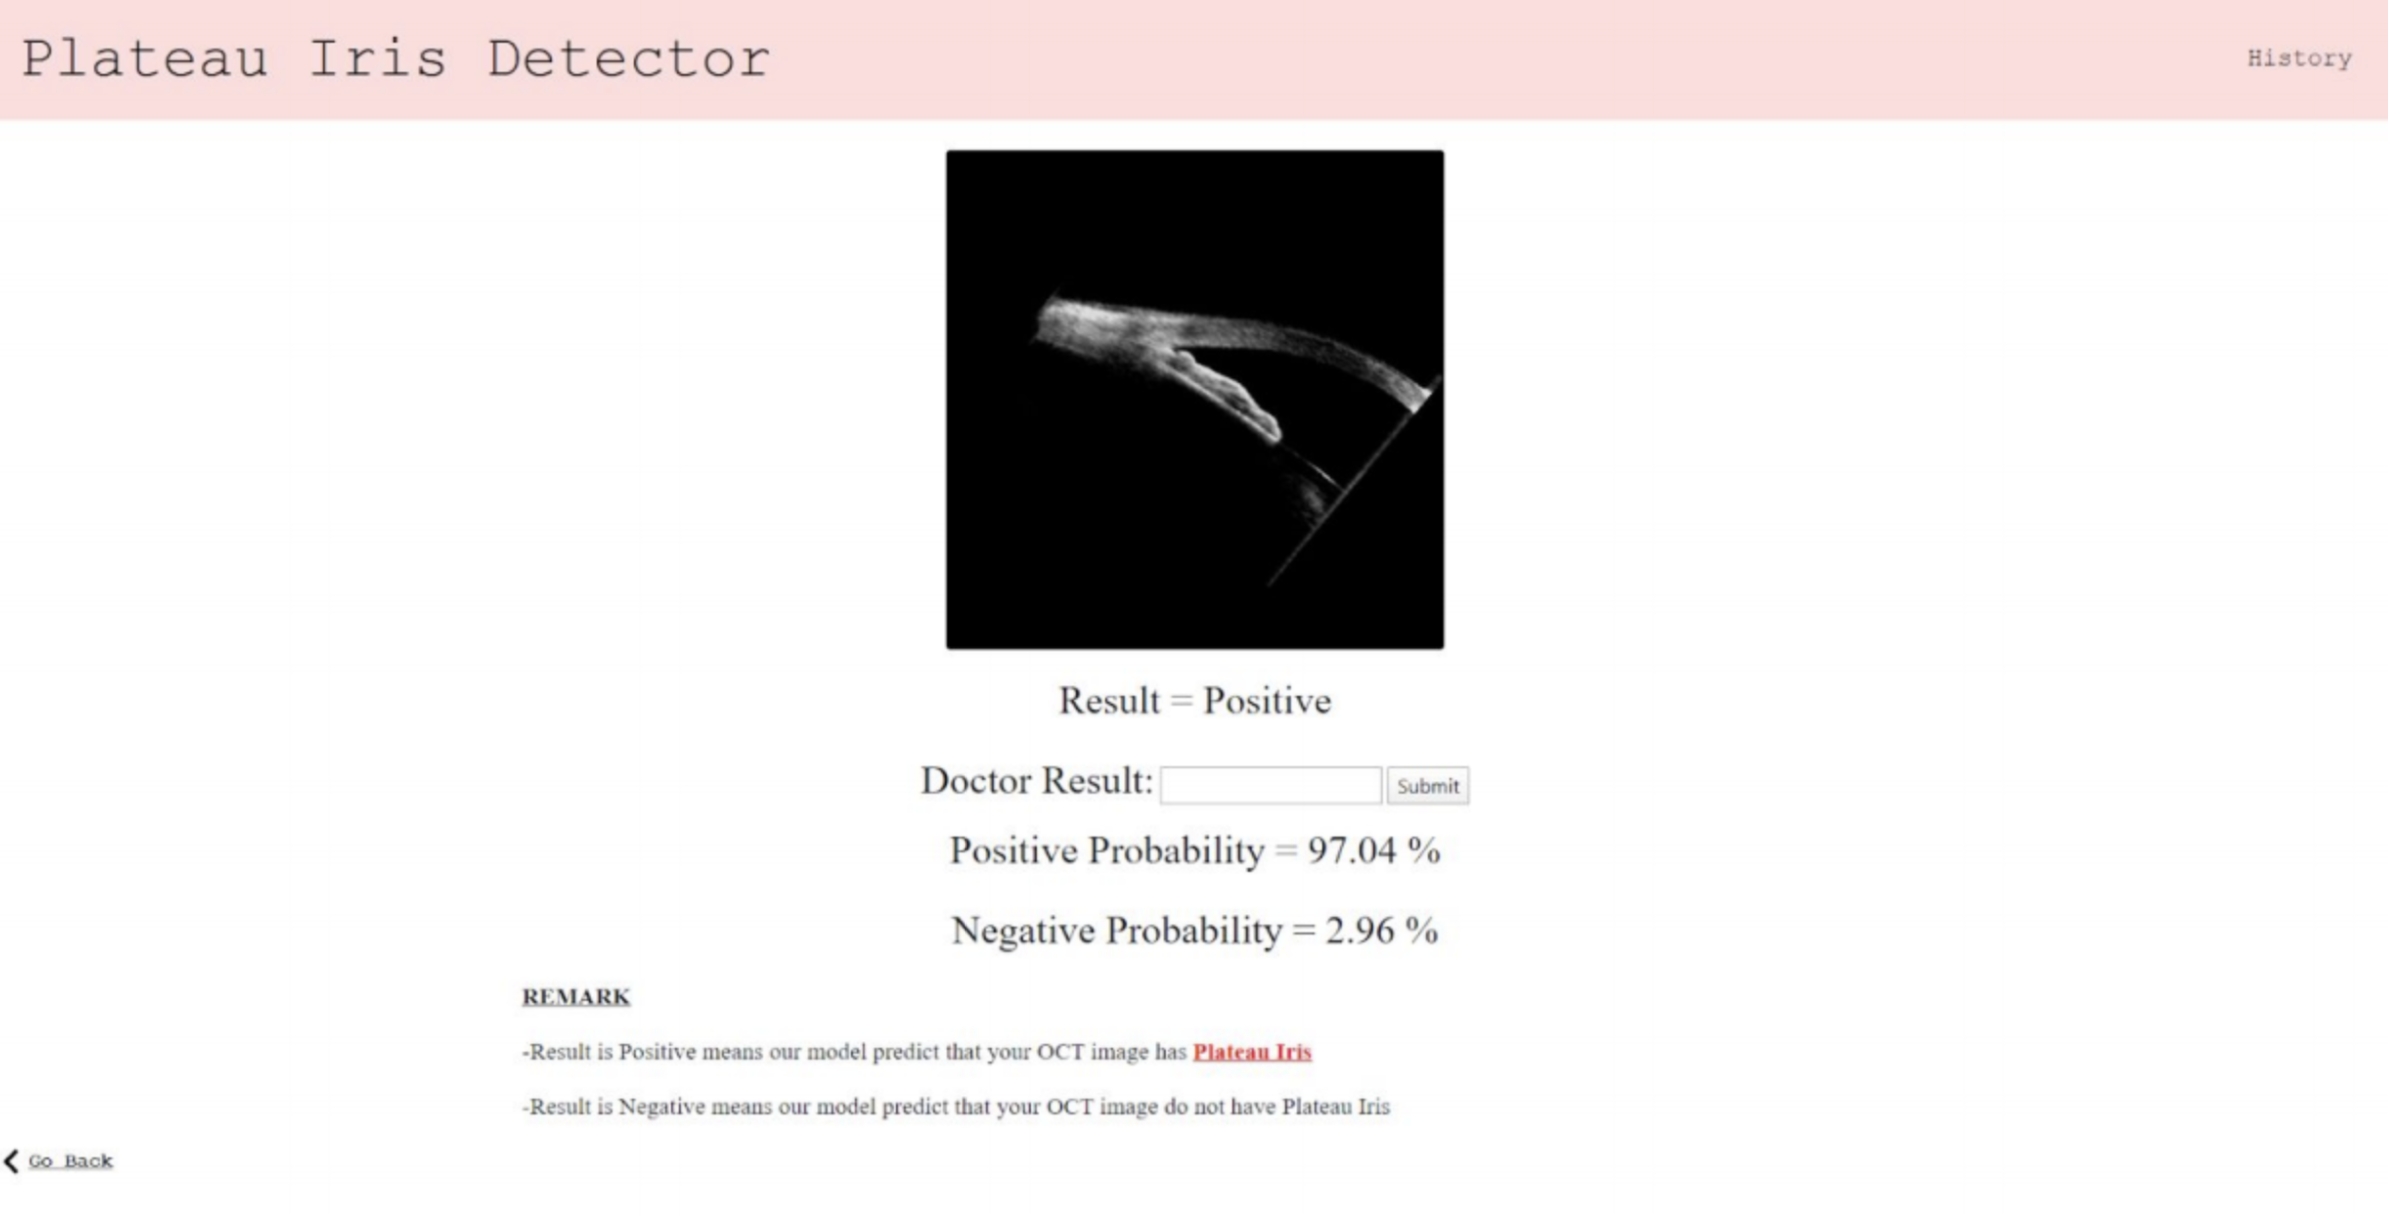 Plateau Iris Detector
History
Result = Positive
Doctor Result:
Submit
Positive Probability = 97.04 %
Negative Probability = 2.96 %
REMARK
-Result is Positive means our model predict that your OCT image has Plateau Iris
-Result is Negative means our model predict that your OCT image do not have Plateau Iris
Go Back